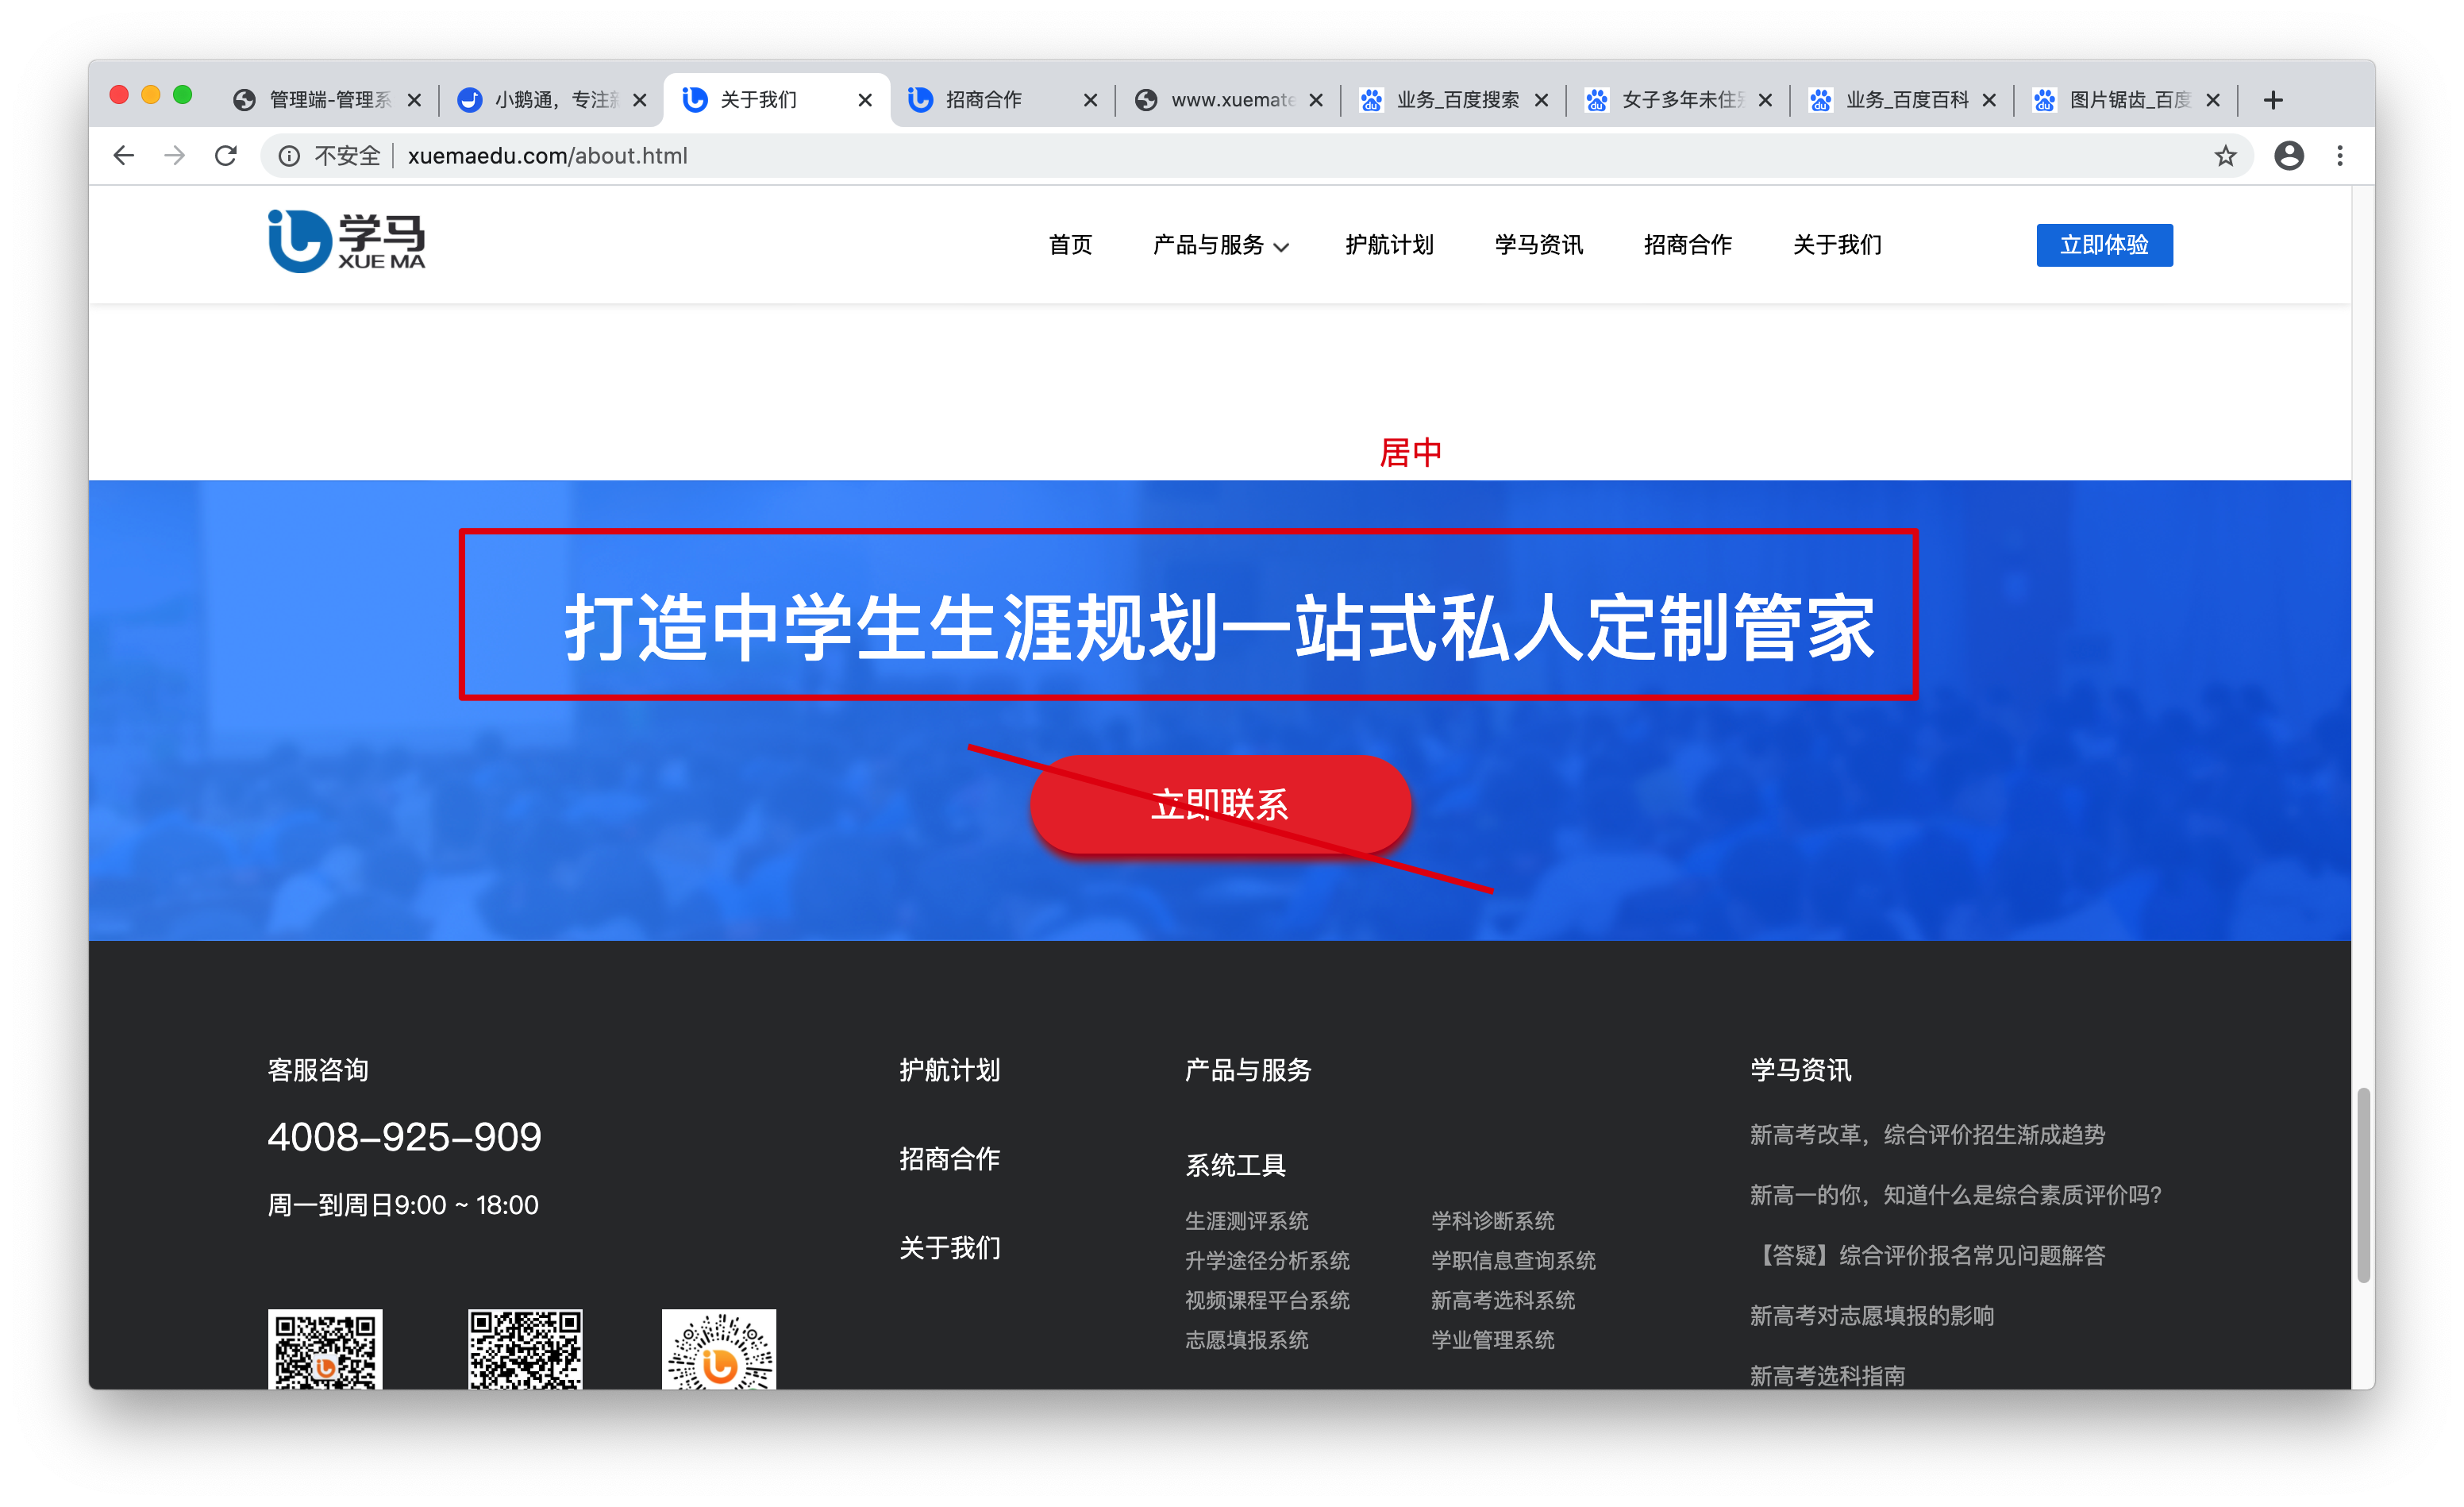 管理端-管理系
小鹅通，专注新
关于我们
招商合作
www.xuemate
业务_百度搜索
女子多年未住房
业务_百度百科
图片锯齿_百度
不安全
xuemaedu.com/about.html
学马
XUE MA
首页
产品与服务
护航计划
学马资讯
招商合作
关于我们
立即体验
居中
打造中学生生涯规划一站式私人定制管家
立即联系
客服咨询
4008-925-909
周一到周日9:00 ~ 18:00
护航计划
招商合作
关于我们
产品与服务
系统工具
生涯测评系统
学科诊断系统
升学途径分析系统
学职信息查询系统
视频课程平台系统
新高考选科系统
志愿填报系统
学业管理系统
学马资讯
新高考改革，综合评价招生渐成趋势
新高一的你，知道什么是综合素质评价吗？
【答疑】综合评价报名常见问题解答
新高考对志愿填报的影响
新高考选科指南